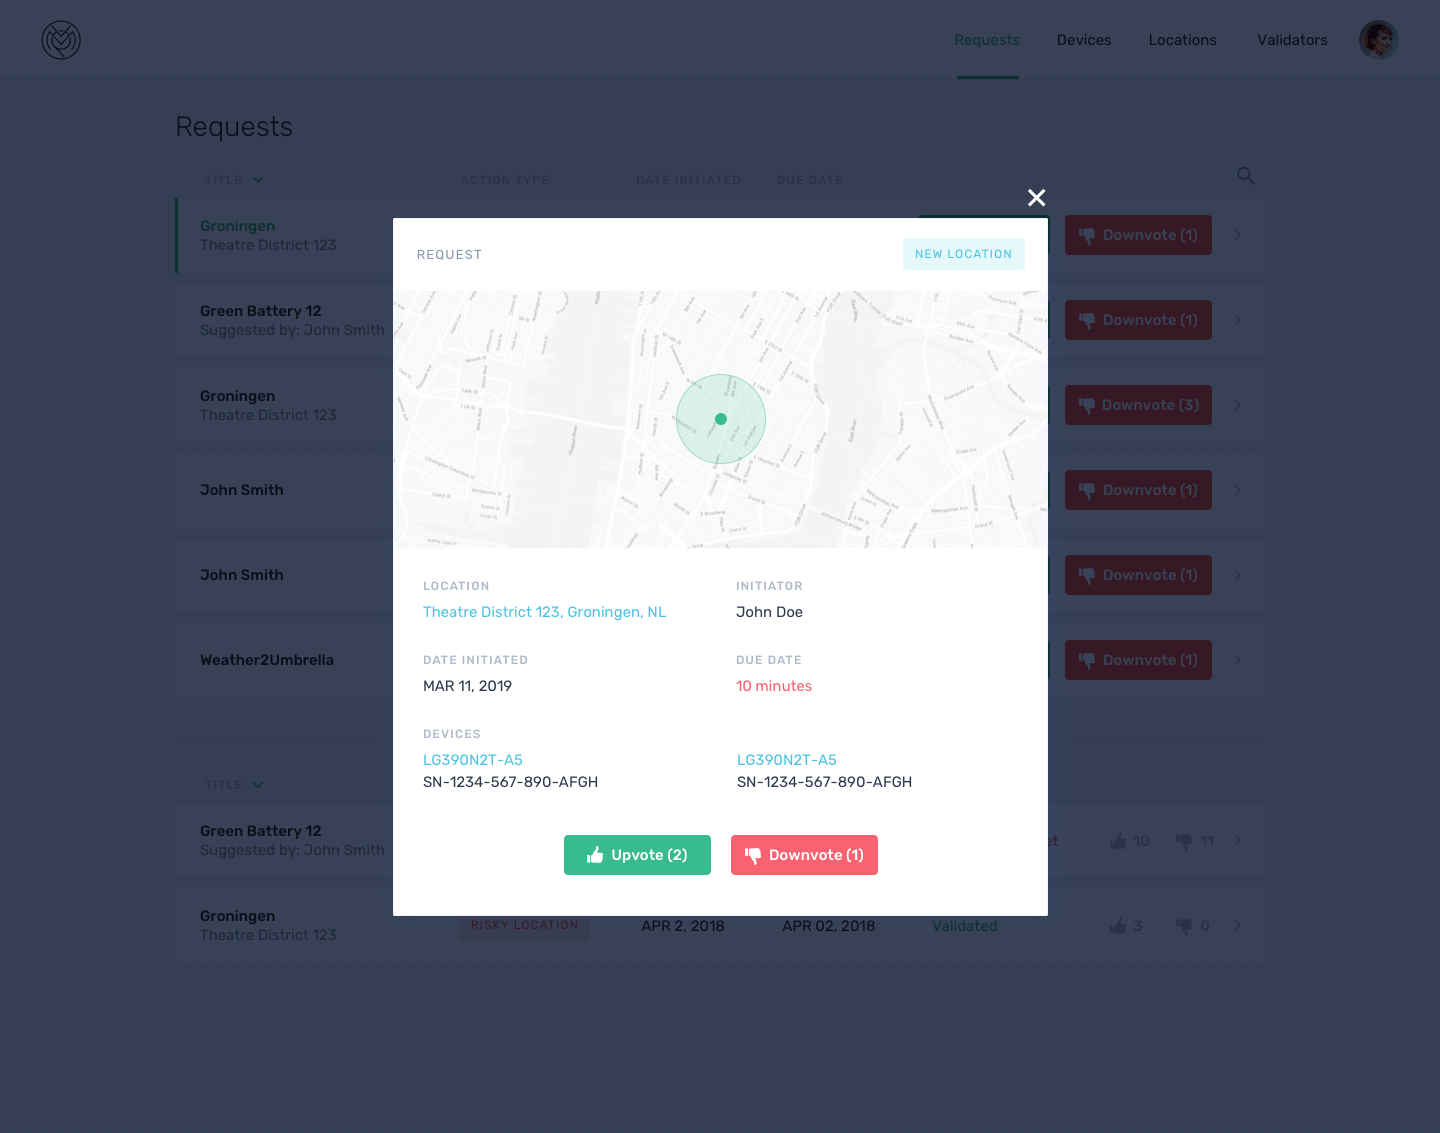 Requests Devices Locations Validators
Requests
TITLE ACTION TYPE DATE INITIATED DUE DATE
Groningen
Theatre District 123
Downvote (1)
Green Battery 12
Suggested by: John Smith
Downvote (1)
Groningen
Theatre District 123
Downvote (3)
John Smith
Downvote (1)
John Smith
Downvote (1)
Weather2Umbrella
Downvote (1)
REQUEST NEW LOCATION
LOCATION
Theatre District 123, Groningen, NL
INITIATOR
John Doe
DATE INITIATED
MAR 11, 2019
DUE DATE
10 minutes
DEVICES
LG390N2T-A5
SN-1234-567-890-AFGH
LG390N2T-A5
SN-1234-567-890-AFGH
Upvote (2) Downvote (1)
TITLE
Green Battery 12
Suggested by: John Smith
et 10 11
Groningen
Theatre District 123
RISKY LOCATION APR 2, 2018 APR 02, 2018 Validated 3 0